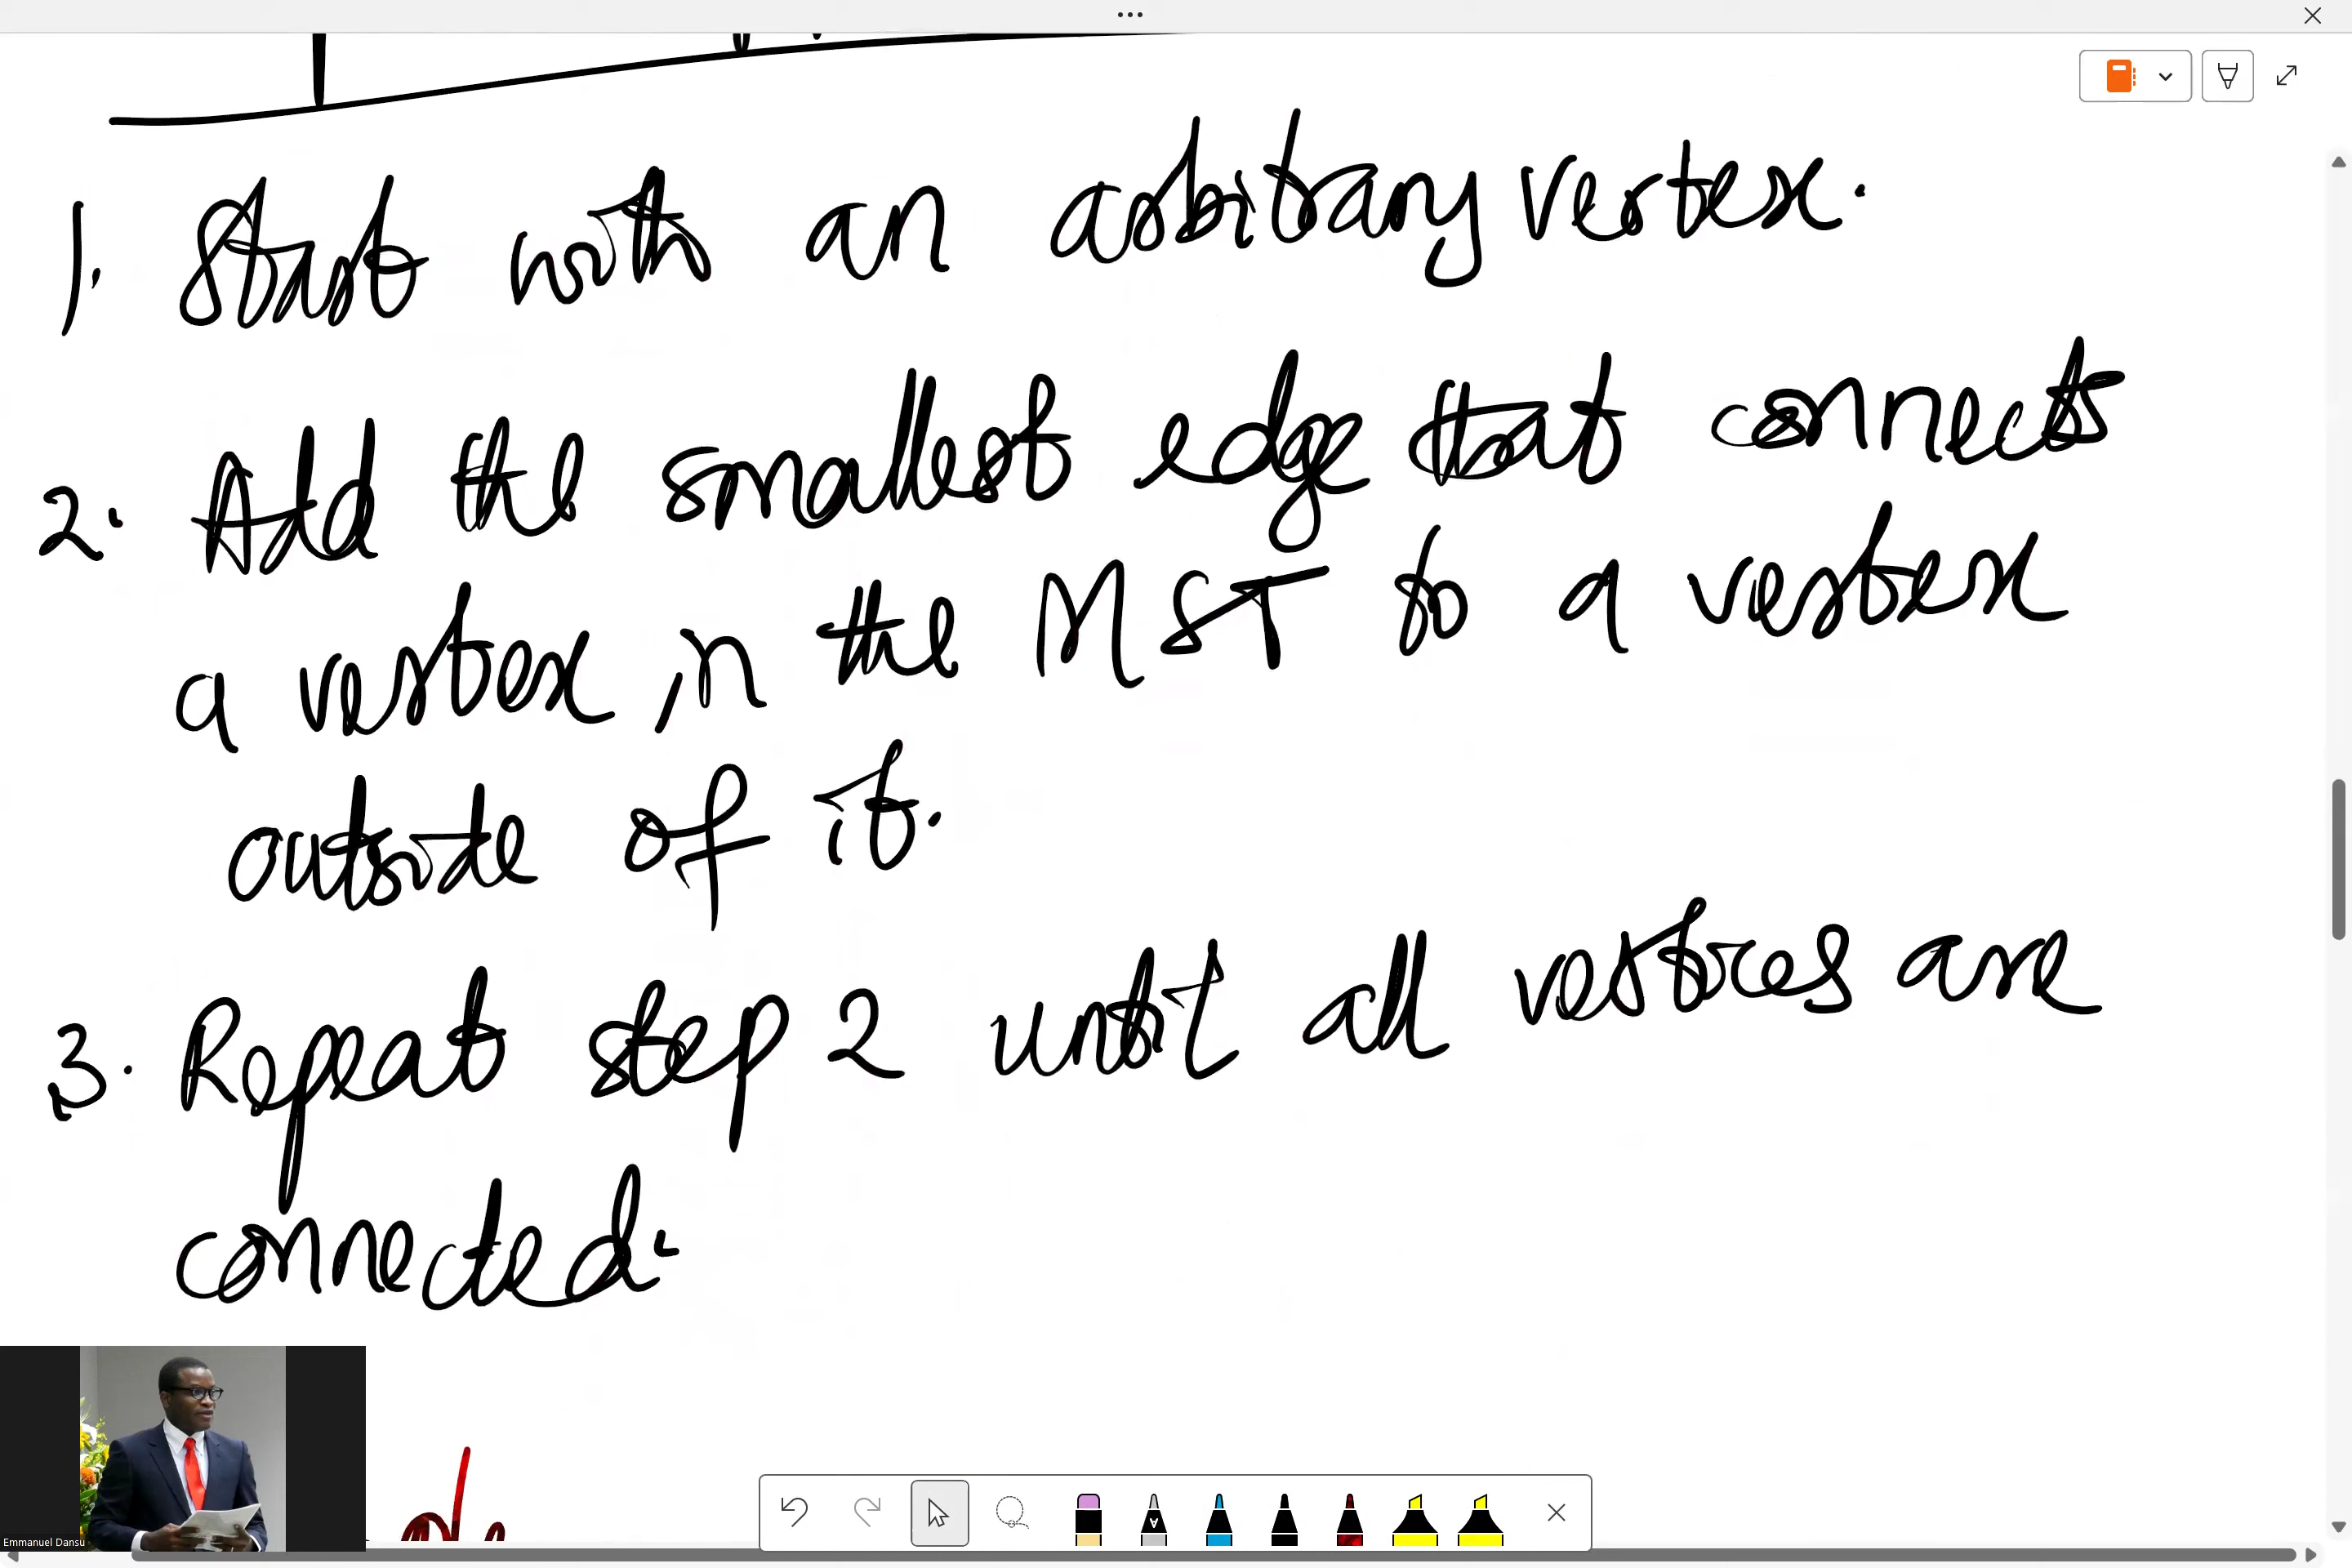 1. Start with an arbitrary vertex.
2. Add the smallest edge that connects
a vertex in the MST to a vertex
outside of it.
3. Repeat step 2 until all vertices are
connected.
Emmanuel Dansu